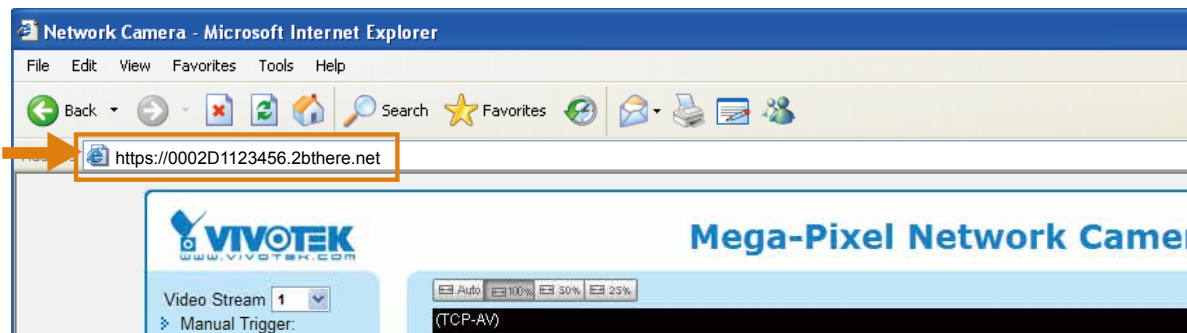 Network Camera - Microsoft Internet Explorer
File Edit View Favorites Tools Help
Back Search Favorites
https://0002D1123456.2bthere.net
VIVOTEK
www.vivotek.com
Mega-Pixel Network
Video Stream 1
Auto 100% 50% 25%
Manual Trigger:
(TCP-AV)